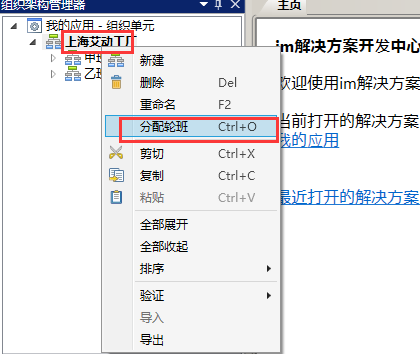 组织架构管理器
主页
我的应用 - 组织单元
上海艾动工厂
甲班
乙班
新建
删除 Del
重命名 F2
分配轮班 Ctrl+O
剪切 Ctrl+X
复制 Ctrl+C
粘贴 Ctrl+V
全部展开
全部收起
排序
验证
导入
导出
im解决方案开发中心
欢迎使用im解决方案
当前打开的解决方案
我的应用
最近打开的解决方案